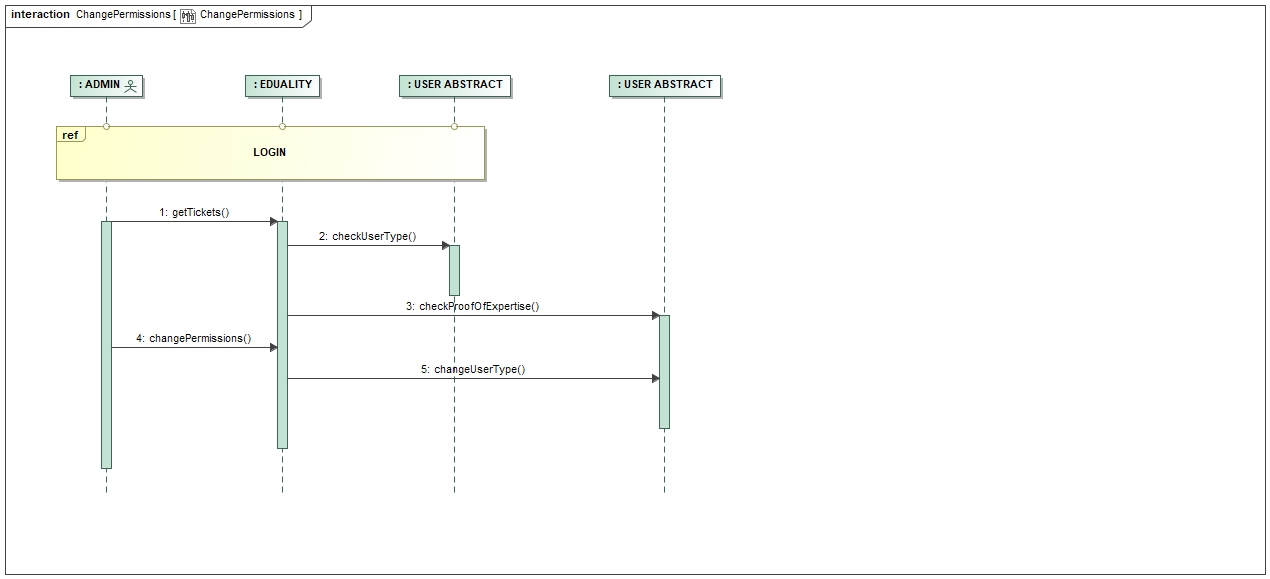 interaction ChangePermissions [ ChangePermissions ]
: ADMIN
: EDUALITY
: USER ABSTRACT
: USER ABSTRACT
ref
LOGIN
1: getTickets()
2: checkUserType()
3: checkProofOfExpertise()
4: changePermissions()
5: changeUserType()